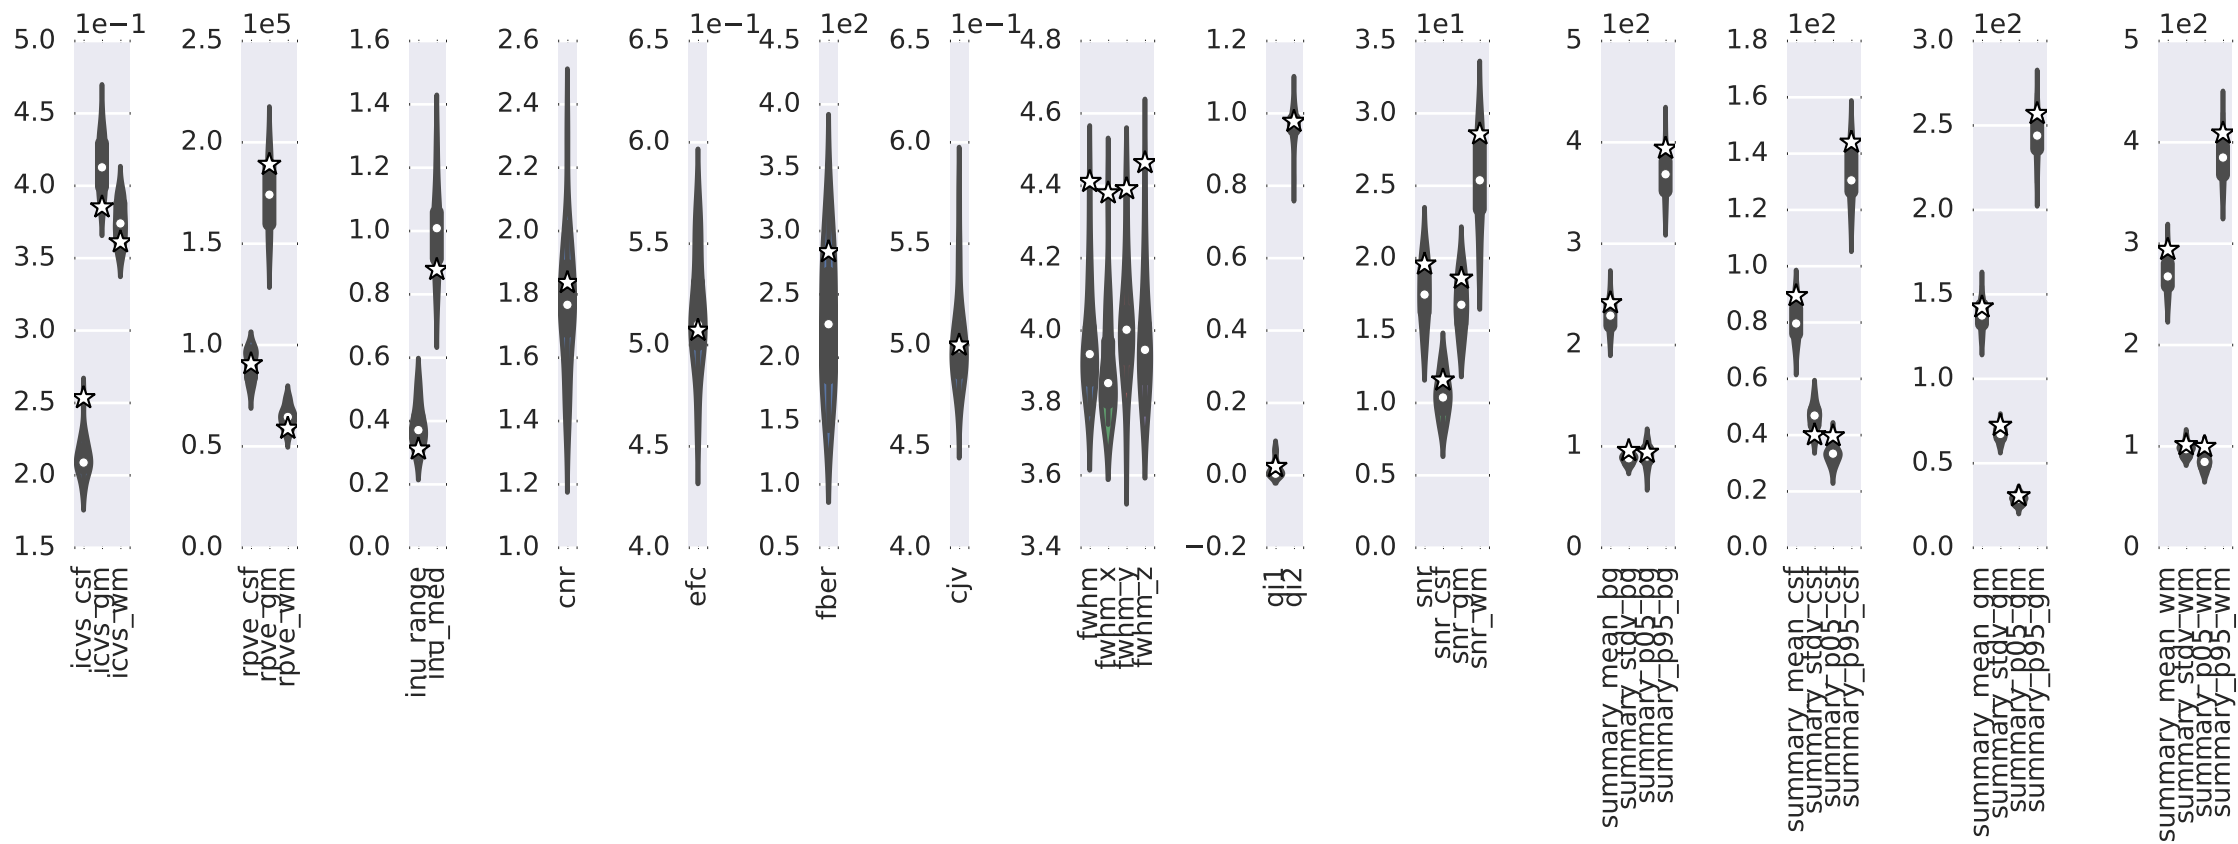 1e−1
5.0
4.5
4.0
3.5
3.0
2.5
2.0
1.5
icvs_csf
icvs_gm
icvs_wm
1e5
2.5
2.0
1.5
1.0
0.5
0.0
rpve_csf
rpve_gm
rpve_wm
1.6
1.4
1.2
1.0
0.8
0.6
0.4
0.2
0.0
inu_range
inu_med
2.6
2.4
2.2
2.0
1.8
1.6
1.4
1.2
1.0
cnr
1e−1
6.5
6.0
5.5
5.0
4.5
4.0
efc
1e2
4.5
4.0
3.5
3.0
2.5
2.0
1.5
1.0
0.5
fber
1e−1
6.5
6.0
5.5
5.0
4.5
4.0
cjv
4.8
4.6
4.4
4.2
4.0
3.8
3.6
3.4
fwhm
fwhm_x
fwhm_y
fwhm_z
1.2
1.0
0.8
0.6
0.4
0.2
0.0
−0.2
qi1
qi2
1e1
3.5
3.0
2.5
2.0
1.5
1.0
0.5
0.0
snr
snr_csf
snr_gm
snr_wm
1e2
5
4
3
2
1
0
summary_mean_bg
summary_stdv_bg
summary_p05_bg
summary_p95_bg
1e2
1.8
1.6
1.4
1.2
1.0
0.8
0.6
0.4
0.2
0.0
summary_mean_csf
summary_stdv_csf
summary_p05_csf
summary_p95_csf
1e2
3.0
2.5
2.0
1.5
1.0
0.5
0.0
summary_mean_gm
summary_stdv_gm
summary_p05_gm
summary_p95_gm
1e2
5
4
3
2
1
0
summary_mean_wm
summary_stdv_wm
summary_p05_wm
summary_p95_wm